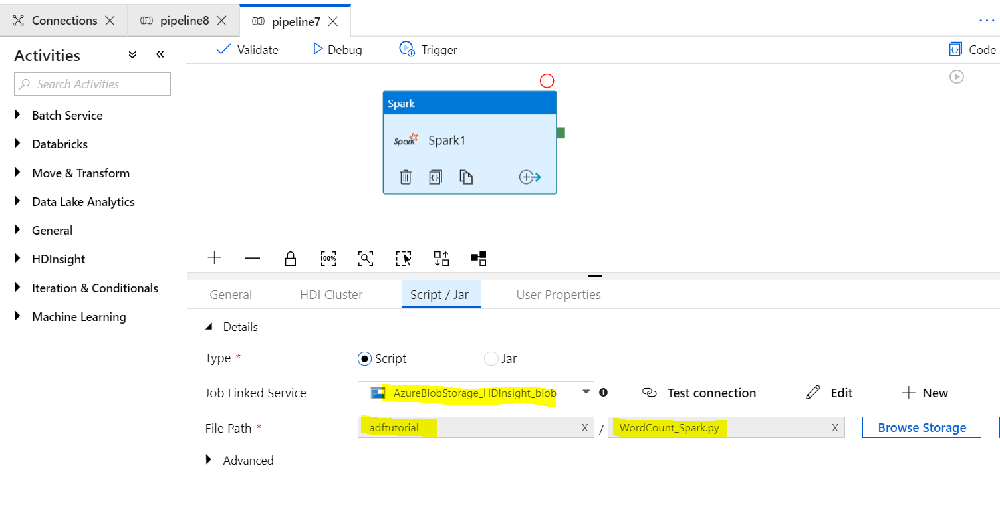 Connections
pipeline8
pipeline7
Activities
Validate
Debug
Trigger
Code
Search Activities
Batch Service
Databricks
Move & Transform
Data Lake Analytics
General
HDInsight
Iteration & Conditionals
Machine Learning
Spark
Spark Spark1
100%
General
HDI Cluster
Script / Jar
User Properties
Details
Type *
Script
Jar
Job Linked Service
AzureBlobStorage_HDInsight_blob
Test connection
Edit
New
File Path *
adftutorial X / WordCount_Spark.py X
Browse Storage
Advanced